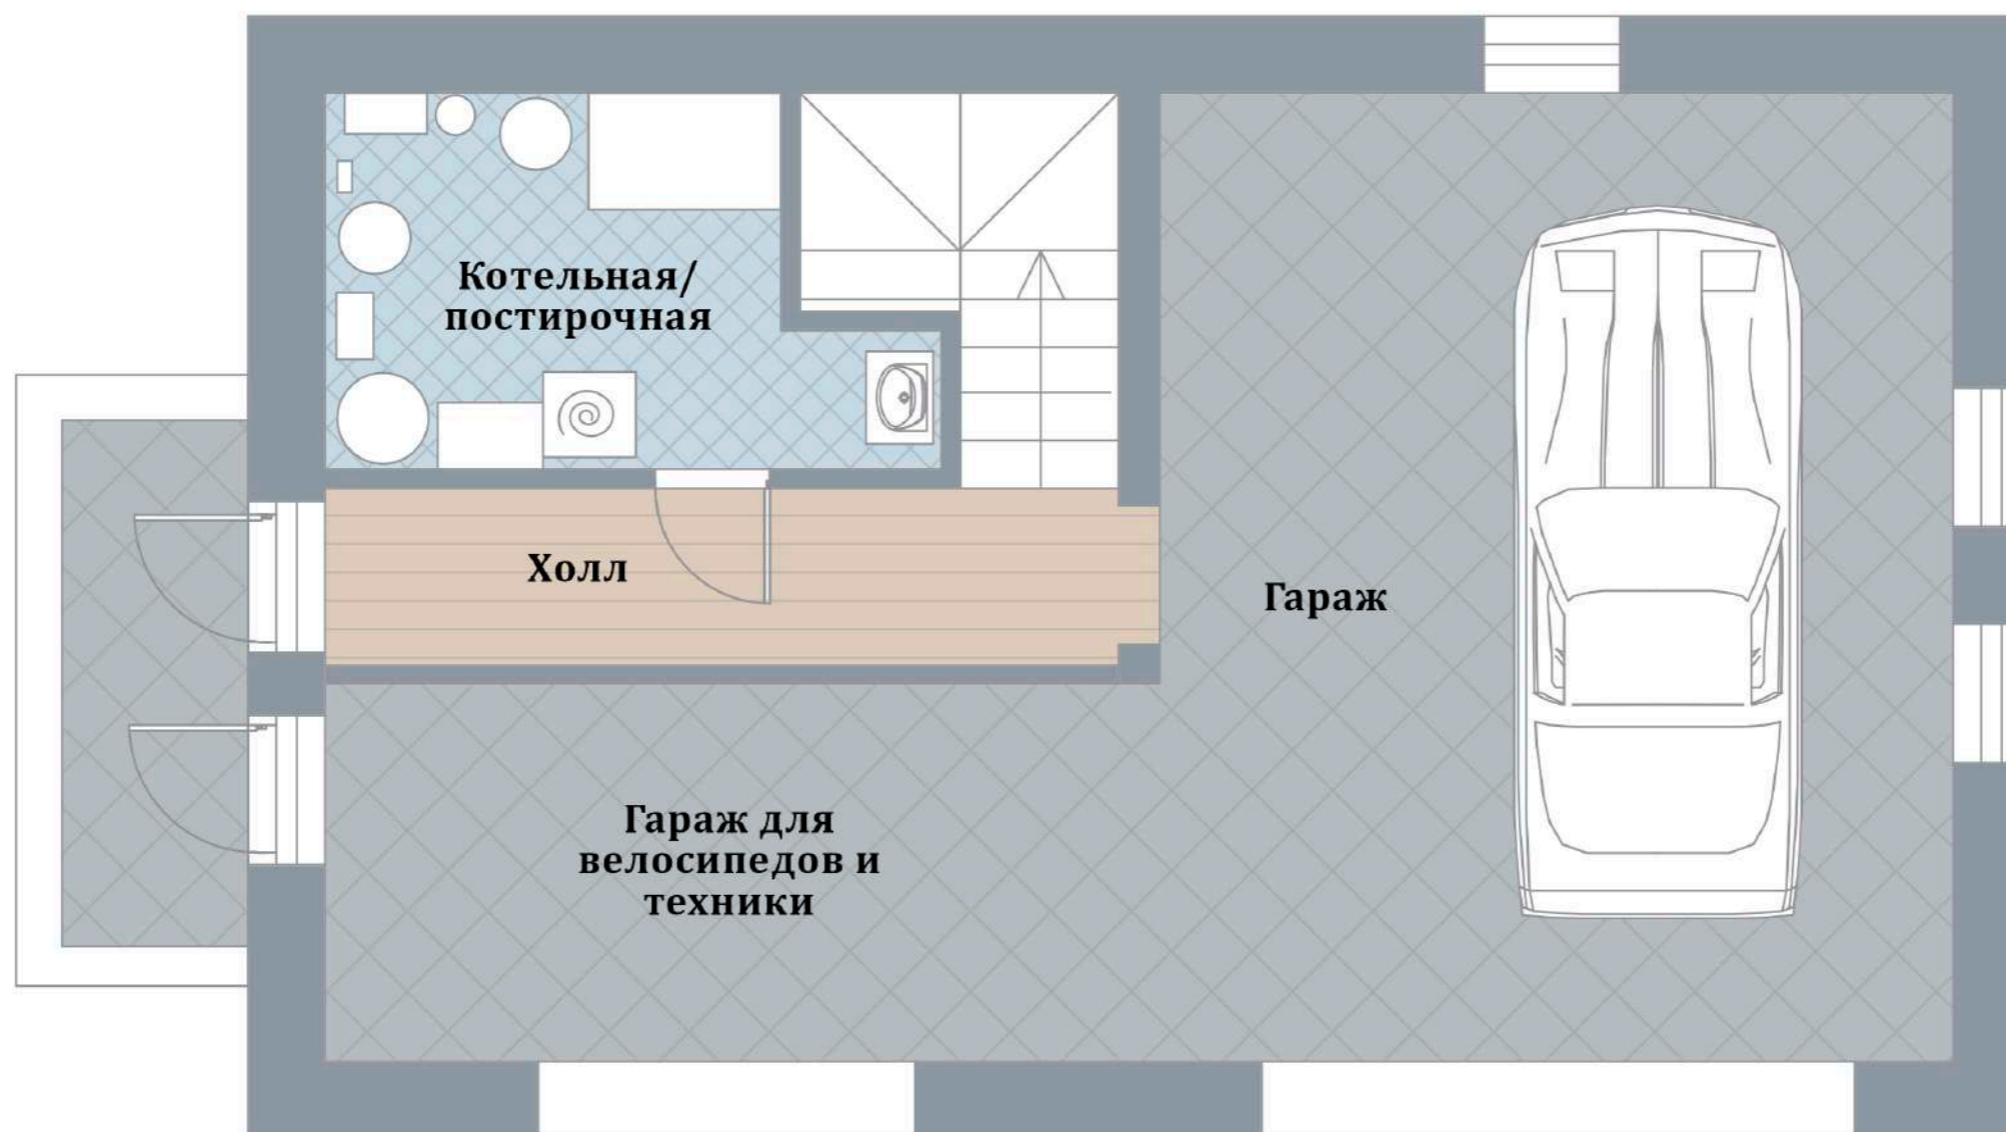 Котельная/
постирочная
Холл
Гараж
Гараж для
велосипедов и
техники